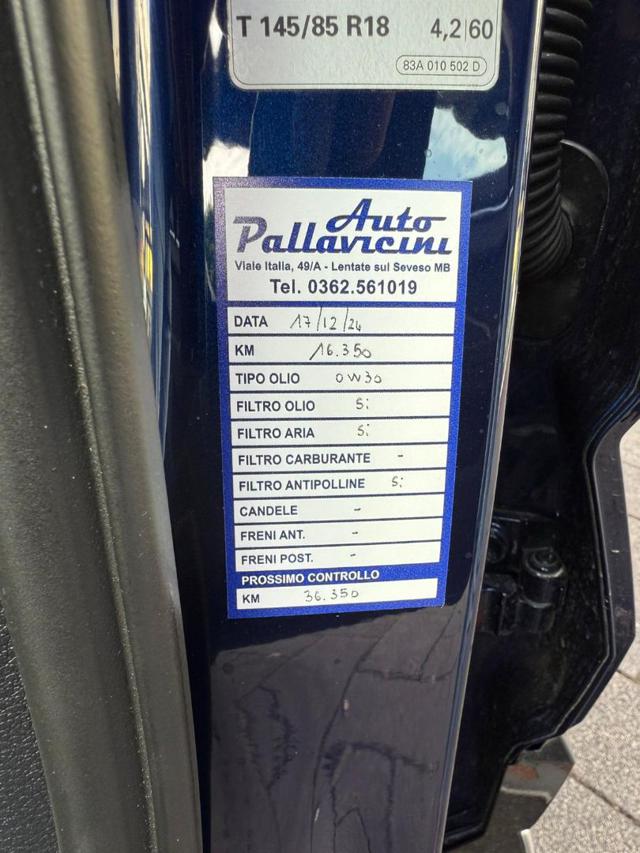 T 145/85 R18 4,2|60
83A 010 502 D
Auto
Pallavicini
Viale Italia, 49/A - Lentate sul Seveso MB
Tel. 0362.561019
DATA 17/12/24
KM 16.350
TIPO OLIO 0W30
FILTRO OLIO Si
FILTRO ARIA Si
FILTRO CARBURANTE -
FILTRO ANTIPOLLINE Si
CANDELE -
FRENI ANT. -
FRENI POST. -
PROSSIMO CONTROLLO
KM 36.350